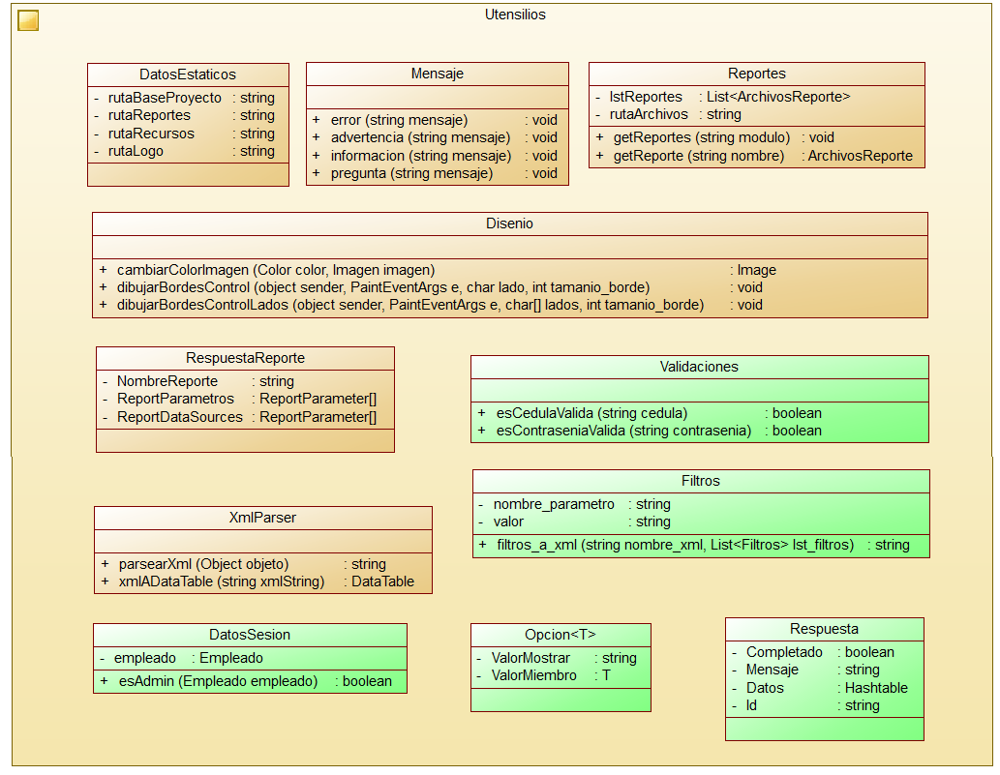 Utensilios
DatosEstaticos
- rutaBaseProyecto : string
- rutaReportes : string
- rutaRecursos : string
- rutaLogo : string
Mensaje
+ error (string mensaje) : void
+ advertencia (string mensaje) : void
+ informacion (string mensaje) : void
+ pregunta (string mensaje) : void
Reportes
- lstReportes : List<ArchivosReporte>
- rutaArchivos : string
+ getReportes (string modulo) : void
+ getReporte (string nombre) : ArchivosReporte
Disenio
+ cambiarColorImagen (Color color, Imagen imagen) : Image
+ dibujarBordesControl (object sender, PaintEventArgs e, char lado, int tamanio_borde) : void
+ dibujarBordesControlLados (object sender, PaintEventArgs e, char[] lados, int tamanio_borde) : void
RespuestaReporte
- NombreReporte : string
- ReportParametros : ReportParameter[]
- ReportDataSources : ReportParameter[]
Validaciones
+ esCedulaValida (string cedula) : boolean
+ esContraseniaValida (string contrasenia) : boolean
Filtros
- nombre_parametro : string
- valor : string
+ filtros_a_xml (string nombre_xml, List<Filtros> lst_filtros) : string
XmlParser
+ parsearXml (Object objeto) : string
+ xmlADataTable (string xmlString) : DataTable
DatosSesion
- empleado : Empleado
+ esAdmin (Empleado empleado) : boolean
Opcion<T>
- ValorMostrar : string
- ValorMiembro : T
Respuesta
- Completado : boolean
- Mensaje : string
- Datos : Hashtable
- Id : string